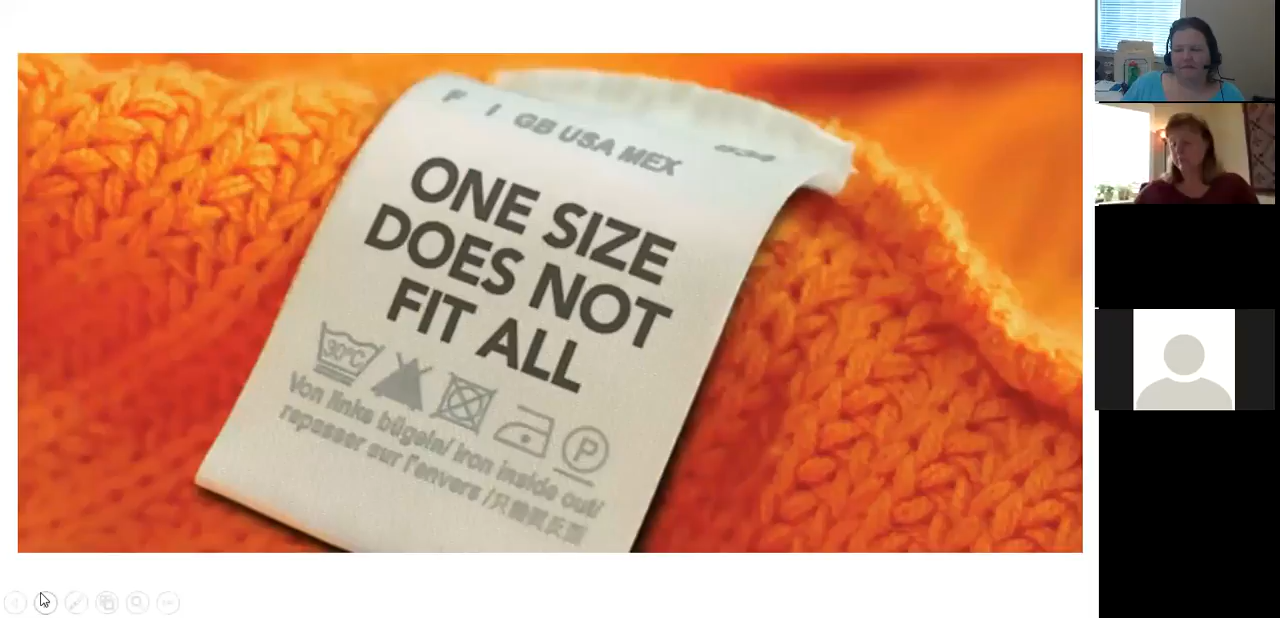 F I GB USA MEX
ONE SIZE
DOES NOT
FIT ALL
30°C
P
Von links bügeln/ iron inside out/
repasser sur l'envers /